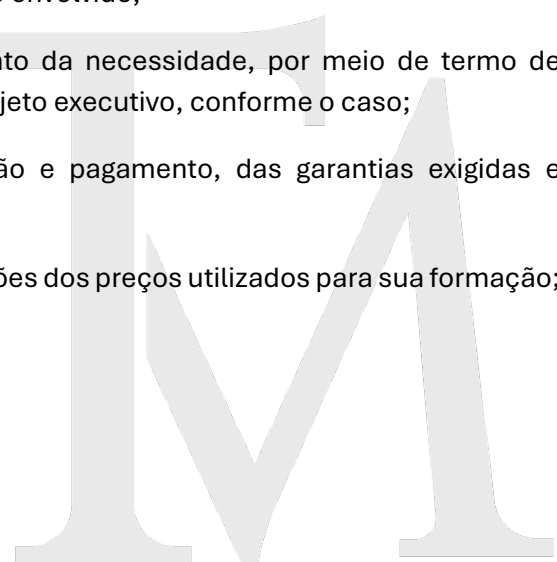 envolvido;
nto da necessidade, por meio de termo de
jeto executivo, conforme o caso;
ão e pagamento, das garantias exigidas e
ões dos preços utilizados para sua formação;